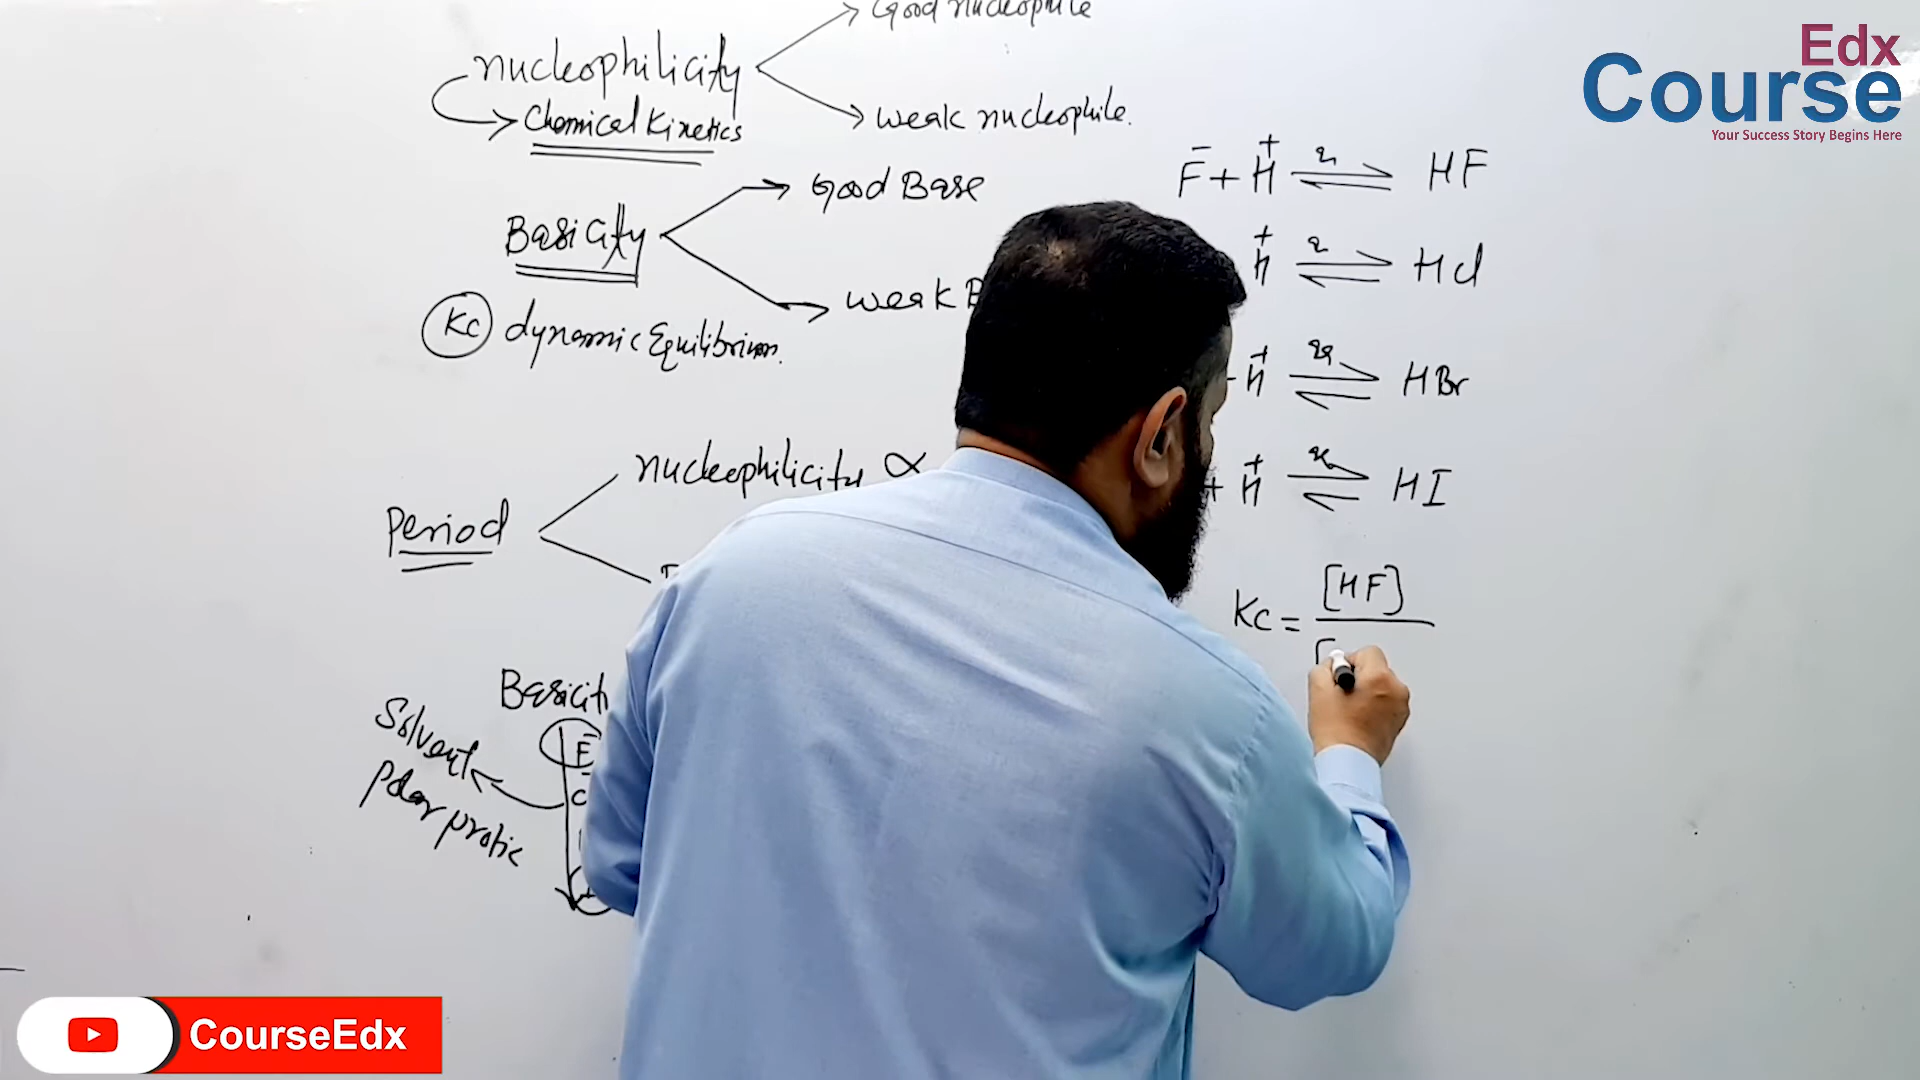 Good nucleophile
nucleophilicity
Chemical Kinetics
weak nucleophile.
Basicity
Good Base
weak B
Kc dynamic Equilibrium.
Period
nucleophilicity ∝
Basicit
Solvent
Polar protic
F̄
C
F̄ + H⁺ ⇌ HF
H⁺ ⇌ HCl
H⁺ ⇌ HBr
+ H⁺ ⇌ HI
Kc = [HF]
[
Edx
Course
Your Success Story Begins Here
CourseEdx